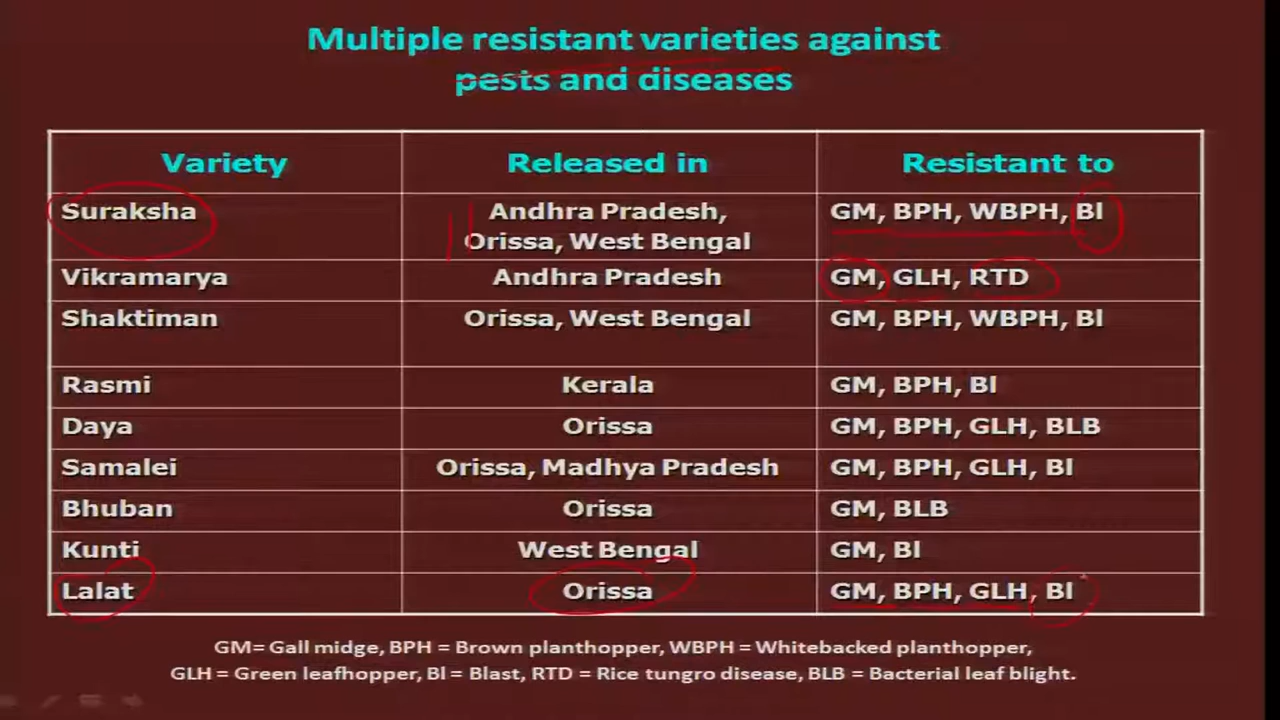 Multiple resistant varieties against
pests and diseases
Variety Released in Resistant to
Suraksha Andhra Pradesh, GM, BPH, WBPH, Bl
Orissa, West Bengal
Vikramarya Andhra Pradesh GM, GLH, RTD
Shaktiman Orissa, West Bengal GM, BPH, WBPH, Bl
Rasmi Kerala GM, BPH, Bl
Daya Orissa GM, BPH, GLH, BLB
Samalei Orissa, Madhya Pradesh GM, BPH, GLH, Bl
Bhuban Orissa GM, BLB
Kunti West Bengal GM, Bl
Lalat Orissa GM, BPH, GLH, Bl
GM= Gall midge, BPH = Brown planthopper, WBPH = Whitebacked planthopper,
GLH = Green leafhopper, Bl = Blast, RTD = Rice tungro disease, BLB = Bacterial leaf blight.